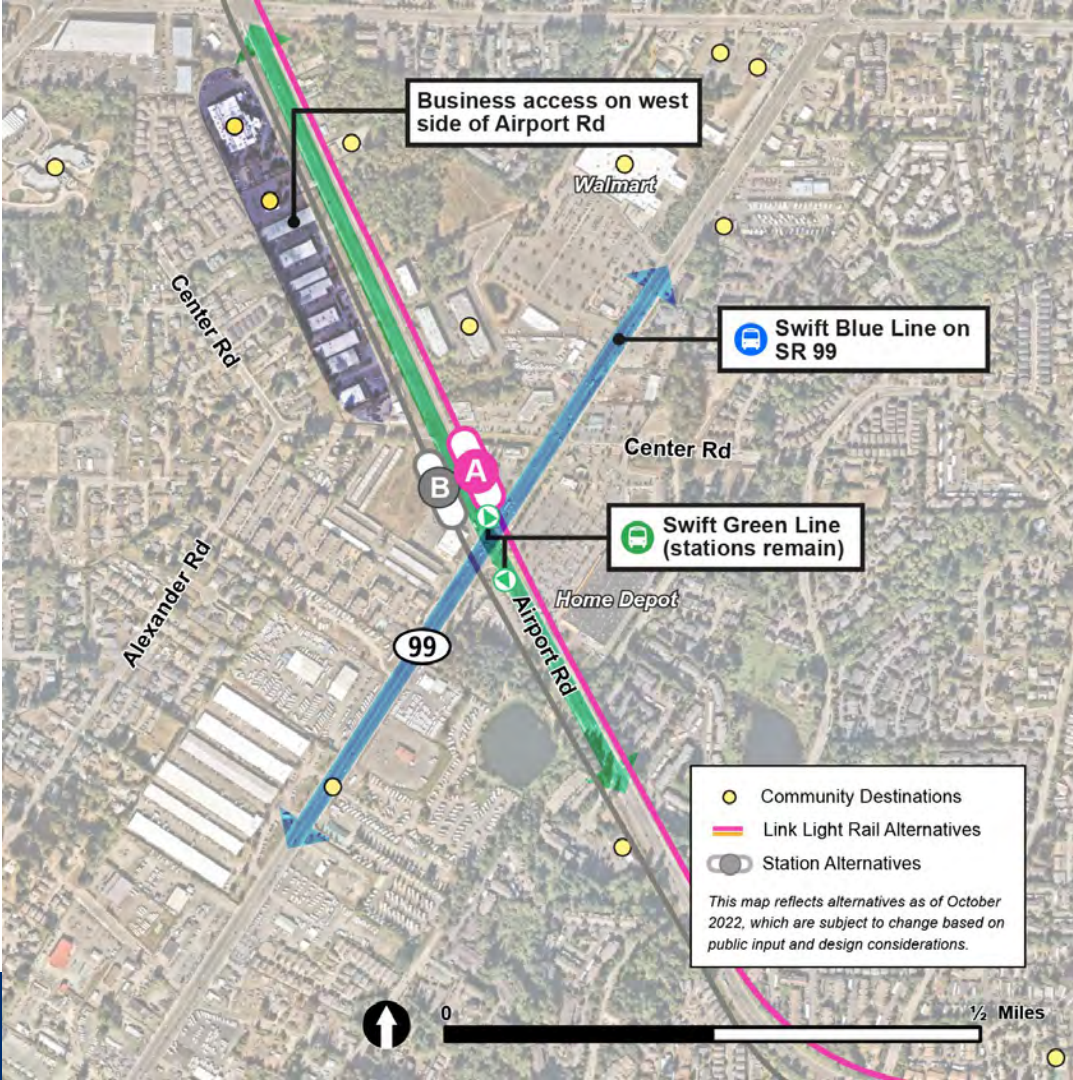 Business access on west
side of Airport Rd
Walmart
Center Rd
Swift Blue Line on
SR 99
Center Rd
A
B
Swift Green Line
(stations remain)
Alexander Rd
Home Depot
Airport Rd
99
Community Destinations
Link Light Rail Alternatives
Station Alternatives
This map reflects alternatives as of October
2022, which are subject to change based on
public input and design considerations.
0
½ Miles